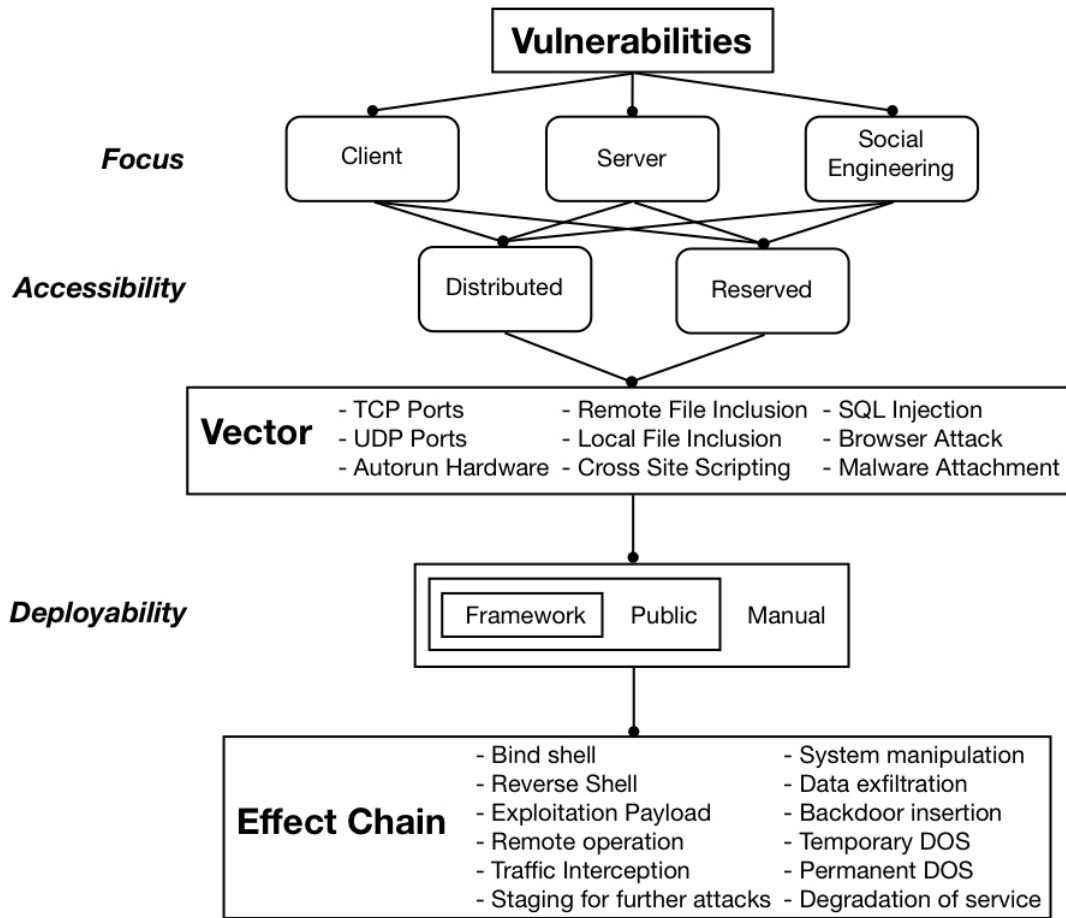 Vulnerabilities
Focus
Client
Server
Social
Engineering
Accessibility
Distributed
Reserved
Vector
- TCP Ports
- UDP Ports
- Autorun Hardware
- Remote File Inclusion
- Local File Inclusion
- Cross Site Scripting
- SQL Injection
- Browser Attack
- Malware Attachment
Deployability
Framework
Public
Manual
Effect Chain
- Bind shell
- Reverse Shell
- Exploitation Payload
- Remote operation
- Traffic Interception
- Staging for further attacks
- System manipulation
- Data exfiltration
- Backdoor insertion
- Temporary DOS
- Permanent DOS
- Degradation of service